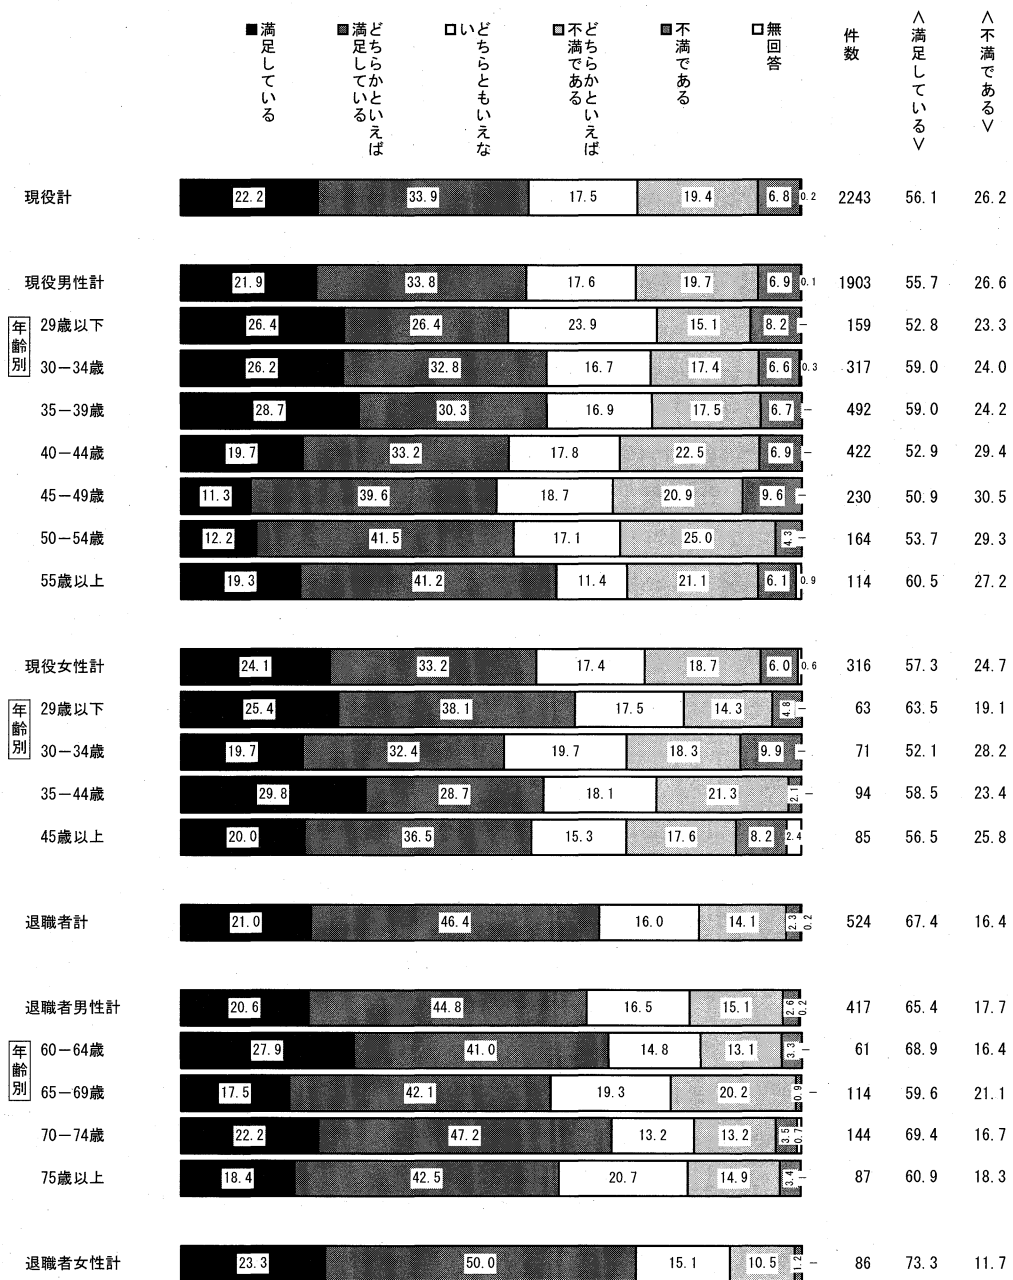 ■満足している
■どちらかといえば満足している
□どちらともいえない
□どちらかといえば不満である
■不満である
□無回答
件数
＜満足している＞
＜不満である＞
現役計 22.2 33.9 17.5 19.4 6.8 0.2 2243 56.1 26.2
現役男性計 21.9 33.8 17.6 19.7 6.9 0.1 1903 55.7 26.6
年齢別
29歳以下 26.4 26.4 23.9 15.1 8.2 － 159 52.8 23.3
30－34歳 26.2 32.8 16.7 17.4 6.6 0.3 317 59.0 24.0
35－39歳 28.7 30.3 16.9 17.5 6.7 － 492 59.0 24.2
40－44歳 19.7 33.2 17.8 22.5 6.9 － 422 52.9 29.4
45－49歳 11.3 39.6 18.7 20.9 9.6 － 230 50.9 30.5
50－54歳 12.2 41.5 17.1 25.0 4.3 － 164 53.7 29.3
55歳以上 19.3 41.2 11.4 21.1 6.1 0.9 114 60.5 27.2
現役女性計 24.1 33.2 17.4 18.7 6.0 0.6 316 57.3 24.7
年齢別
29歳以下 25.4 38.1 17.5 14.3 4.8 － 63 63.5 19.1
30－34歳 19.7 32.4 19.7 18.3 9.9 － 71 52.1 28.2
35－44歳 29.8 28.7 18.1 21.3 2.1 － 94 58.5 23.4
45歳以上 20.0 36.5 15.3 17.6 8.2 2.4 85 56.5 25.8
退職者計 21.0 46.4 16.0 14.1 2.3 0.2 524 67.4 16.4
退職者男性計 20.6 44.8 16.5 15.1 2.6 0.2 417 65.4 17.7
年齢別
60－64歳 27.9 41.0 14.8 13.1 3.3 － 61 68.9 16.4
65－69歳 17.5 42.1 19.3 20.2 0.9 － 114 59.6 21.1
70－74歳 22.2 47.2 13.2 13.2 3.5 0.7 144 69.4 16.7
75歳以上 18.4 42.5 20.7 14.9 3.4 － 87 60.9 18.3
退職者女性計 23.3 50.0 15.1 10.5 1.2 － 86 73.3 11.7